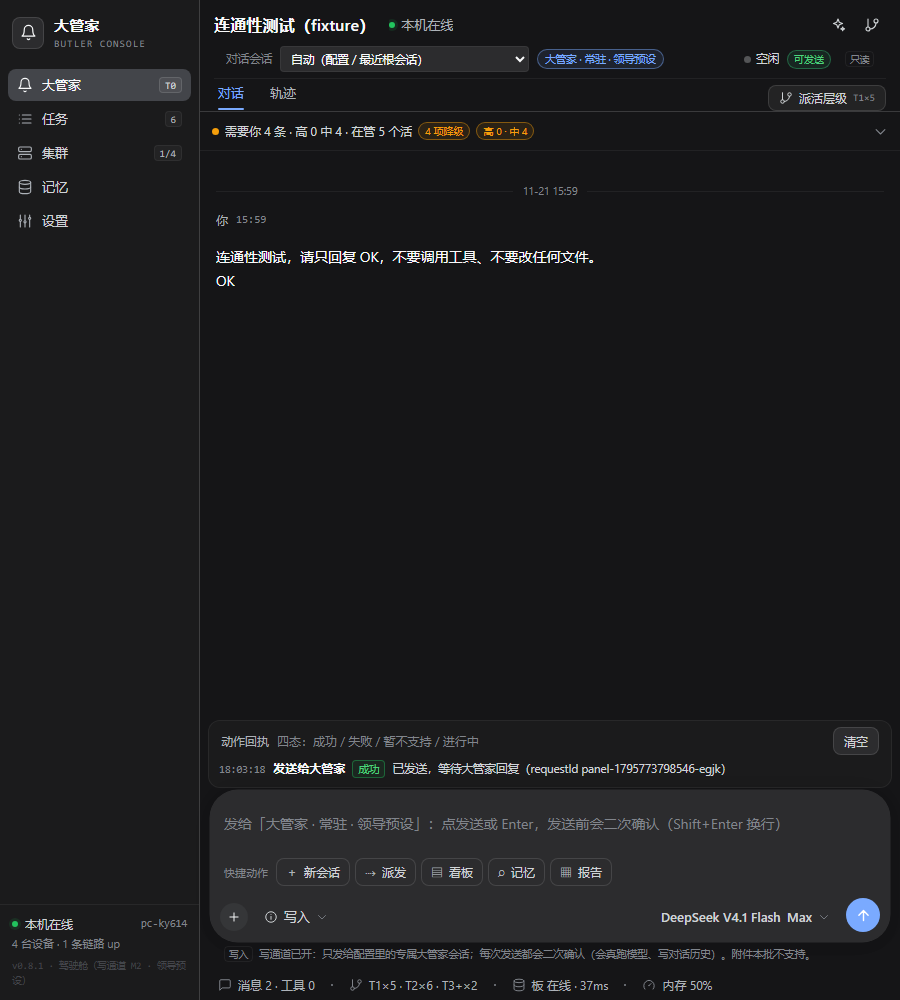 大管家
BUTLER CONSOLE
大管家 T0
任务 6
集群 1/4
记忆
设置
本机在线 pc-ky614
4 台设备 · 1 条链路 up
v0.8.1 · 驾驶舱（写通道 M2 · 领导预设）
连通性测试（fixture） 本机在线
对话会话 自动（配置 / 最近根会话） 大管家 · 常驻 · 领导预设 空闲 可发送 只读
对话 轨迹 派活层级 T1×5
需要你 4 条 · 高 0 中 4 · 在管 5 个活 4 项降级 高 0 · 中 4
11-21 15:59
你 15:59
连通性测试，请只回复 OK，不要调用工具、不要改任何文件。
OK
动作回执 四态：成功 / 失败 / 暂不支持 / 进行中 清空
18:03:18 发送给大管家 成功 已发送，等待大管家回复（requestId panel-1795773798546-egjk）
发给「大管家 · 常驻 · 领导预设」：点发送或 Enter，发送前会二次确认（Shift+Enter 换行）
快捷动作 + 新会话 ⇢ 派发 ▤ 看板 ⌕ 记忆 ▦ 报告
+ 写入 DeepSeek V4.1 Flash Max
写入 写通道已开：只发给配置里的专属大管家会话；每次发送都会二次确认（会真跑模型、写对话历史）。附件本批不支持。
消息 2 · 工具 0 · T1×5 · T2×6 · T3+×2 · 板 在线 · 37ms · 内存 50%